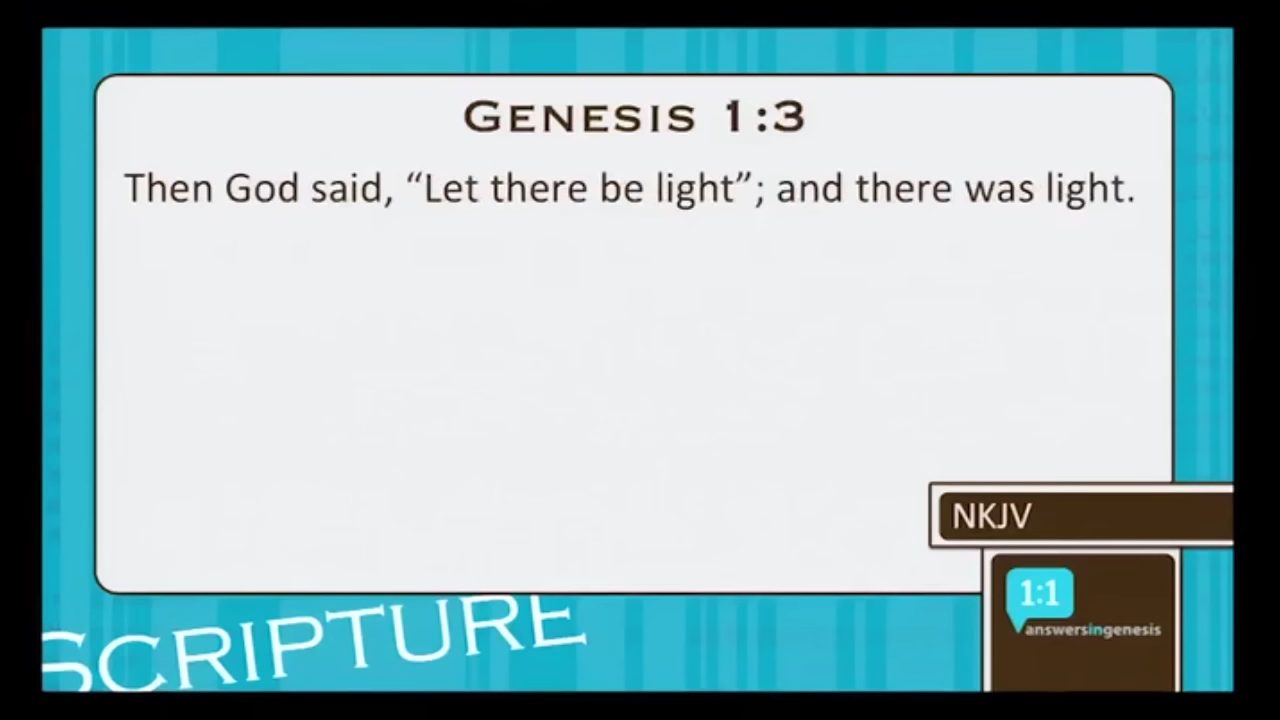 GENESIS 1:3
Then God said, “Let there be light”; and there was light.
NKJV
1:1
answersingenesis
SCRIPTURE